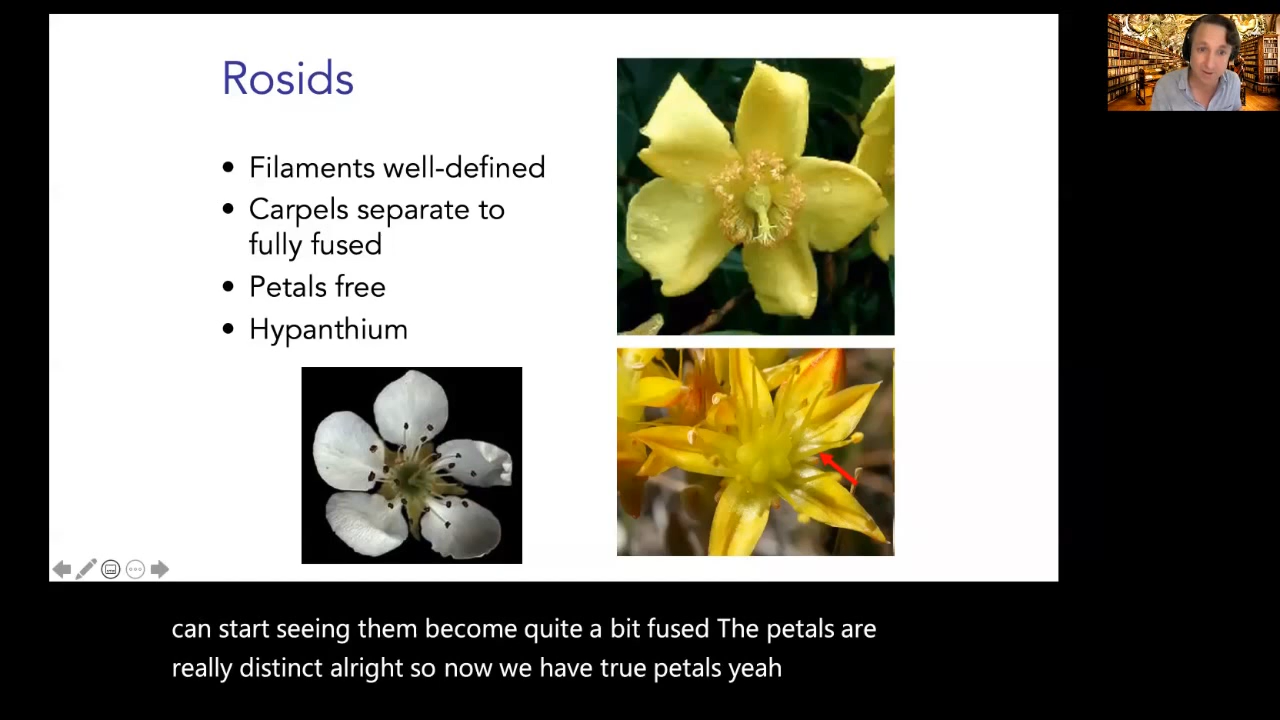 Rosids
• Filaments well-defined
• Carpels separate to
fully fused
• Petals free
• Hypanthium
can start seeing them become quite a bit fused The petals are
really distinct alright so now we have true petals yeah